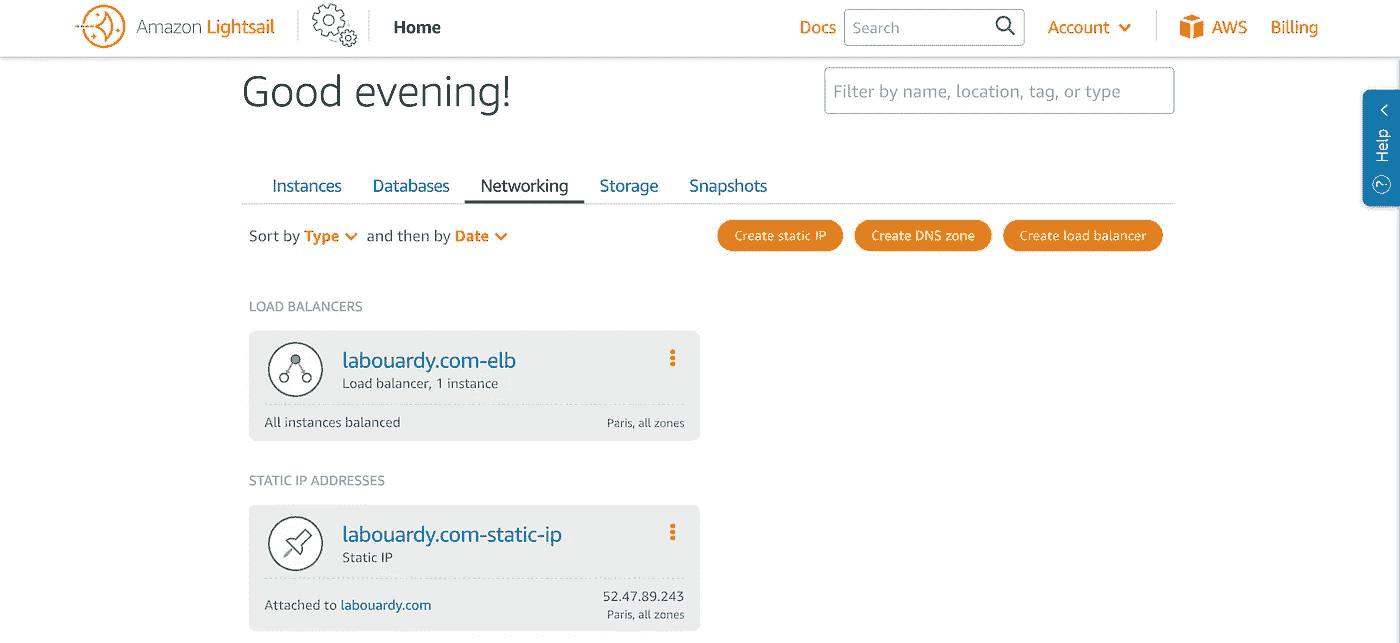 Amazon Lightsail Home Docs Search Account AWS Billing
Good evening!
Filter by name, location, tag, or type
Help
?
Instances Databases Networking Storage Snapshots
Sort by Type and then by Date Create static IP Create DNS zone Create load balancer
LOAD BALANCERS
labouardy.com-elb
Load balancer, 1 instance
All instances balanced Paris, all zones
STATIC IP ADDRESSES
labouardy.com-static-ip
Static IP
52.47.89.243
Attached to labouardy.com
Paris, all zones